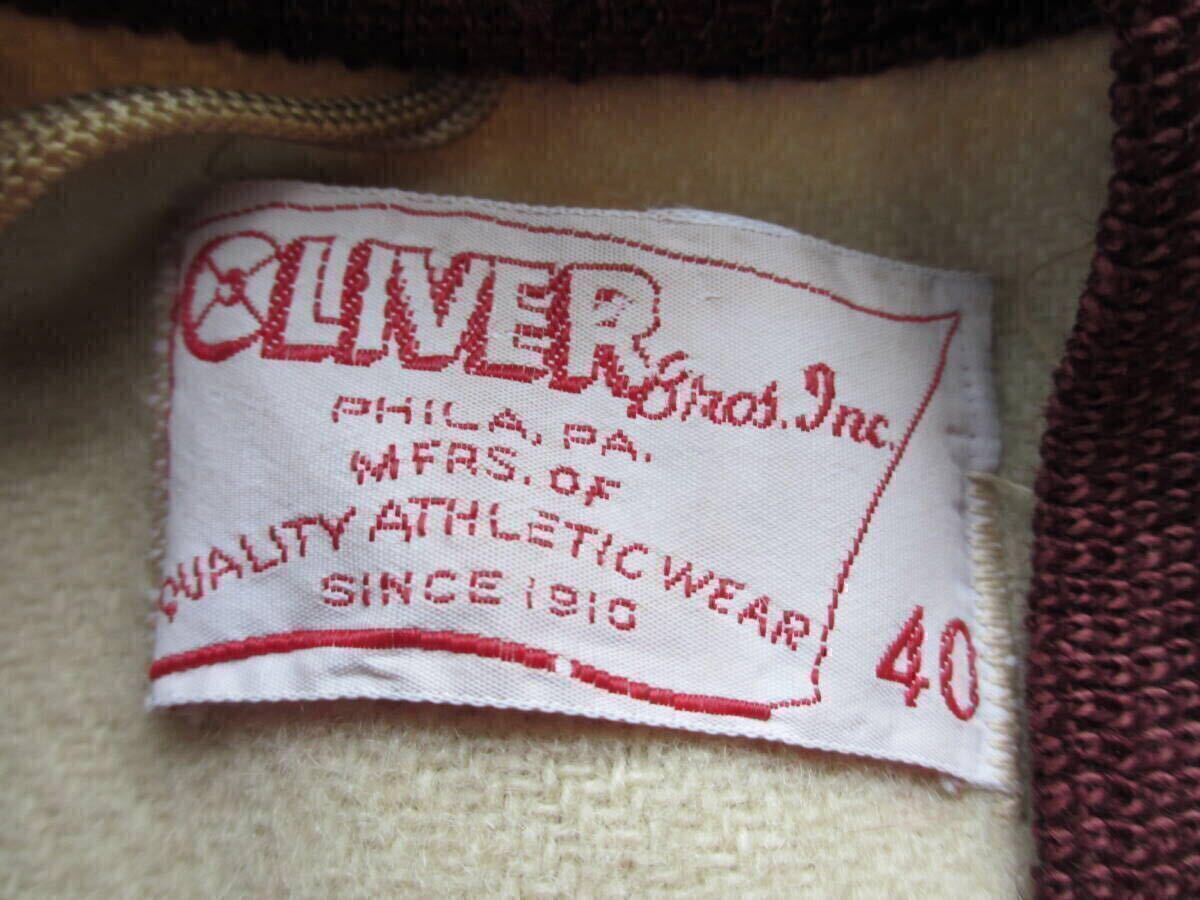 OLIVER Bros. Inc.
PHILA, PA.
MFRS. OF
QUALITY ATHLETIC WEAR
SINCE 1910
40